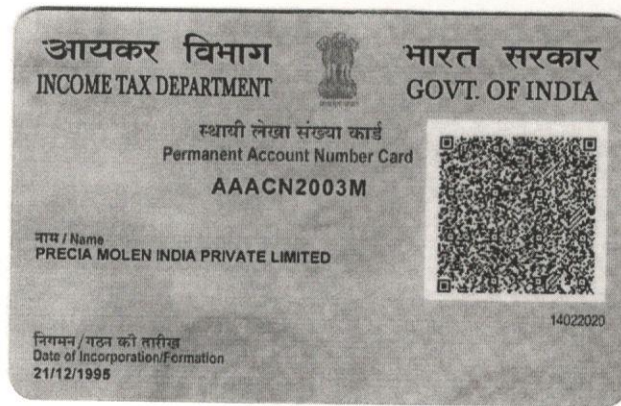 आयकर विभाग
INCOME TAX DEPARTMENT
भारत सरकार
GOVT. OF INDIA
स्थायी लेखा संख्या कार्ड
Permanent Account Number Card
AAACN2003M
नाम / Name
PRECIA MOLEN INDIA PRIVATE LIMITED
14022020
निगमन/गठन की तारीख
Date of Incorporation/Formation
21/12/1995